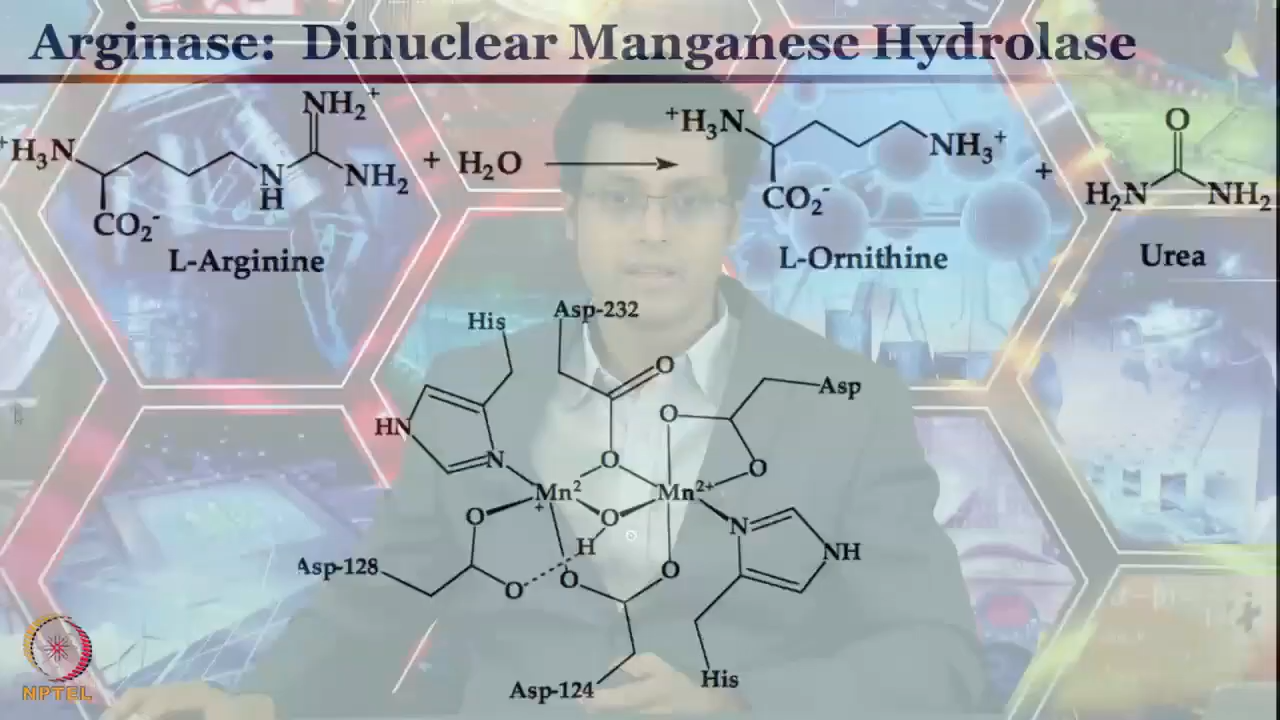 Arginase: Dinuclear Manganese Hydrolase
NH₂⁺
⁺H₃N
N
H
NH₂
CO₂⁻
+ H₂O
⁺H₃N
NH₃⁺
CO₂⁻
+
O
H₂N
NH₂
L-Arginine
L-Ornithine
Urea
His
Asp-232
O
Asp
O
HN
N
O
O
Mn²⁺
Mn²⁺
O
O
N
H
NH
Asp-128
O
O
O
Asp-124
His
NPTEL